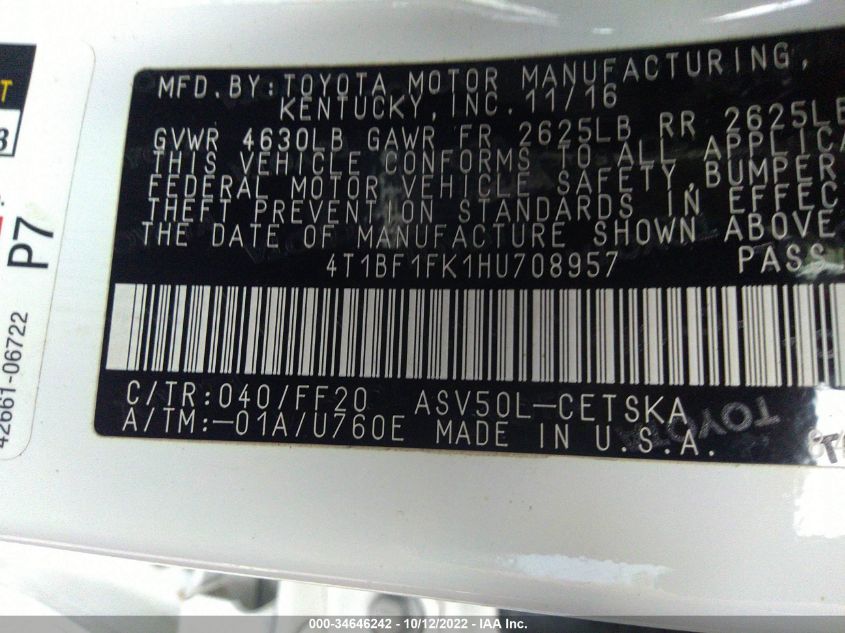 MFD. BY: TOYOTA MOTOR MANUFACTURING,
KENTUCKY, INC. 11/16
GVWR 4630LB GAWR FR 2625LB RR 2625LB
THIS VEHICLE CONFORMS TO ALL
FEDERAL MOTOR VEHICLE SAFETY, BUMPER
THEFT PREVENTION STANDARDS IN
THE DATE OF MANUFACTURE SHOWN ABOVE
4T1BF1FK1HU708957 PASS
C/TR: 040/FF20 ASV50L-CETSKA
A/TM: -01A/U760E MADE IN U.S.A.
TOYOTA
P7
42661-06722
000-34646242 - 10/12/2022 - IAA Inc.